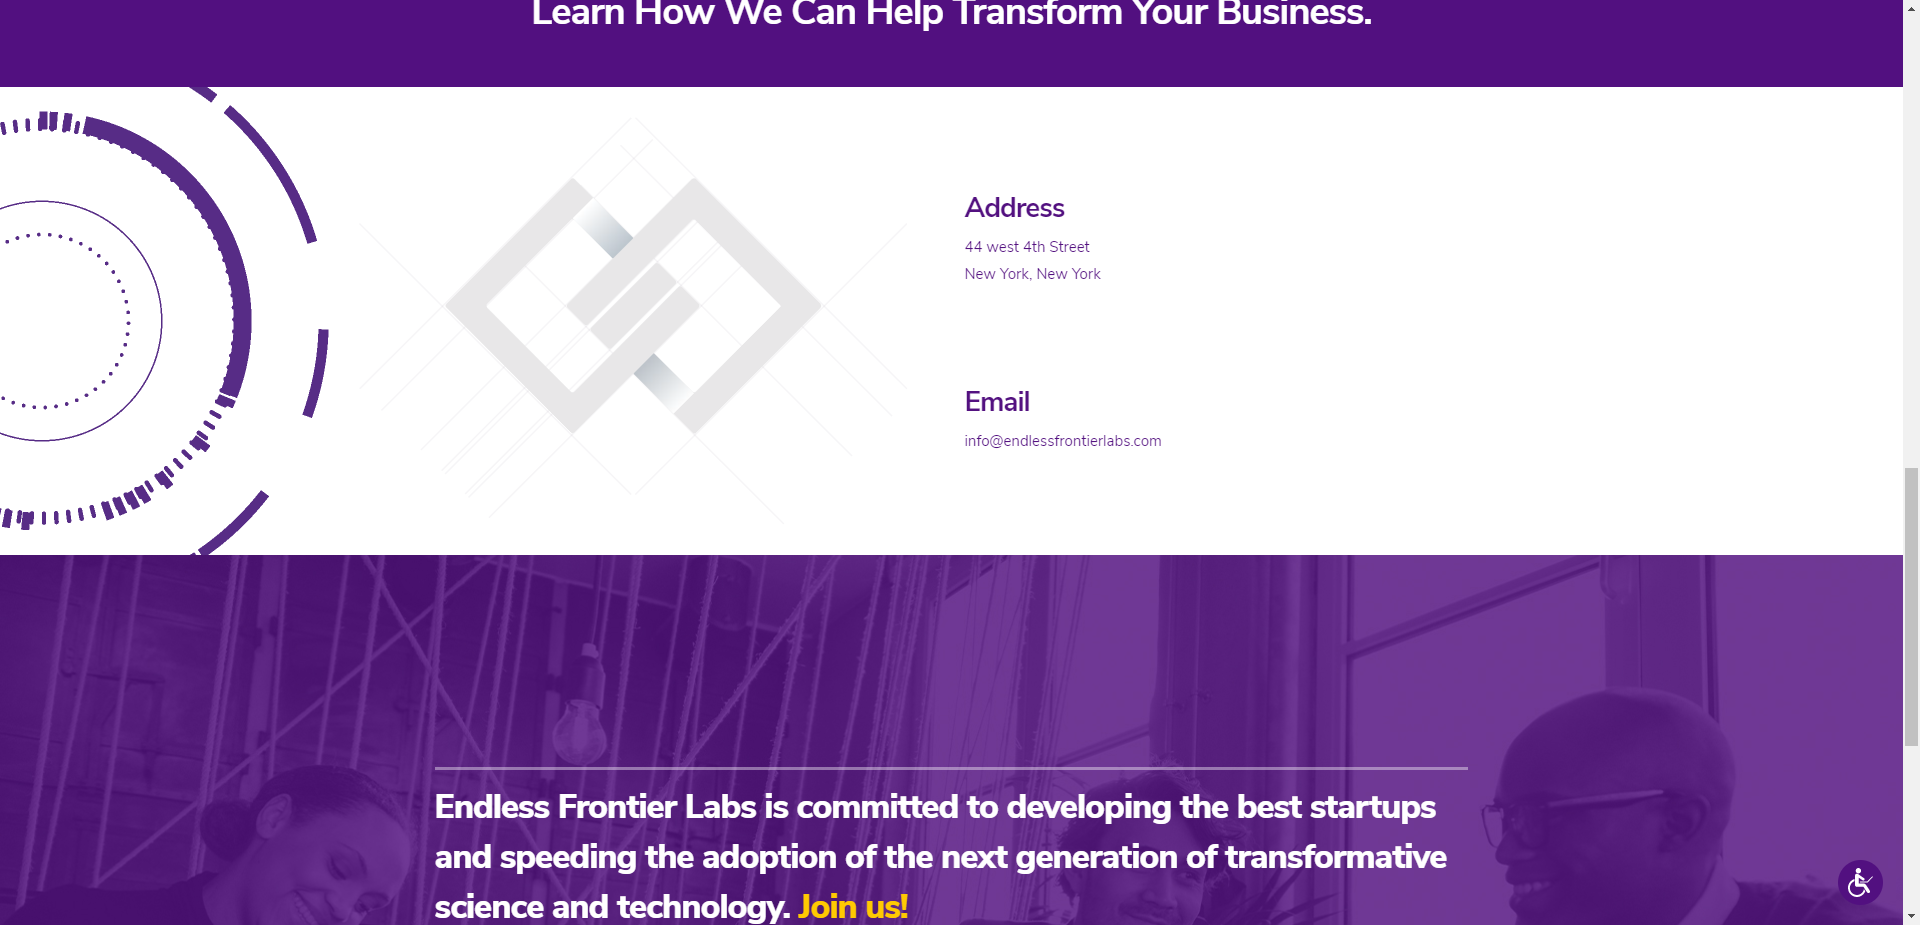 Learn How We Can Help Transform Your Business.
Address
44 west 4th Street
New York, New York
Email
info@endlessfrontierlabs.com
Endless Frontier Labs is committed to developing the best startups
and speeding the adoption of the next generation of transformative
science and technology. Join us!